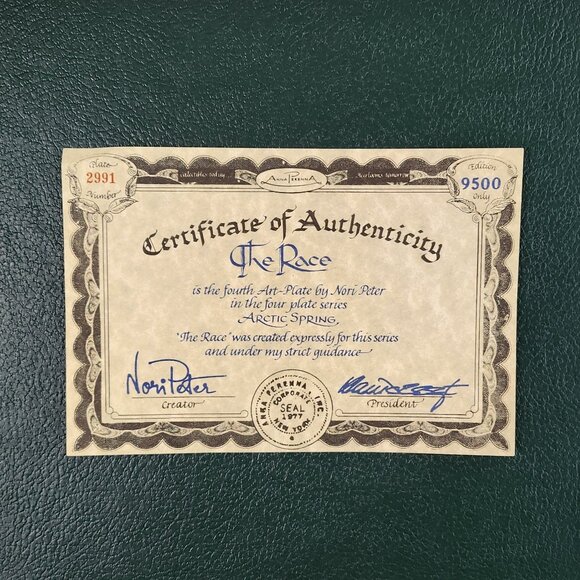 Plate
2991
Number
Collectibles today
ANNA PERENNA
Heirlooms tomorrow
Edition
9500
Only
Certificate of Authenticity
The Race
is the fourth Art-Plate by Nori Peter
in the four plate series
ARCTIC SPRING.
"The Race" was created expressly for this series
and under my strict guidance
Nori Peter
Creator
ANNA PERENNA, INC.
CORPORATE
SEAL
1977
NEW YORK
President